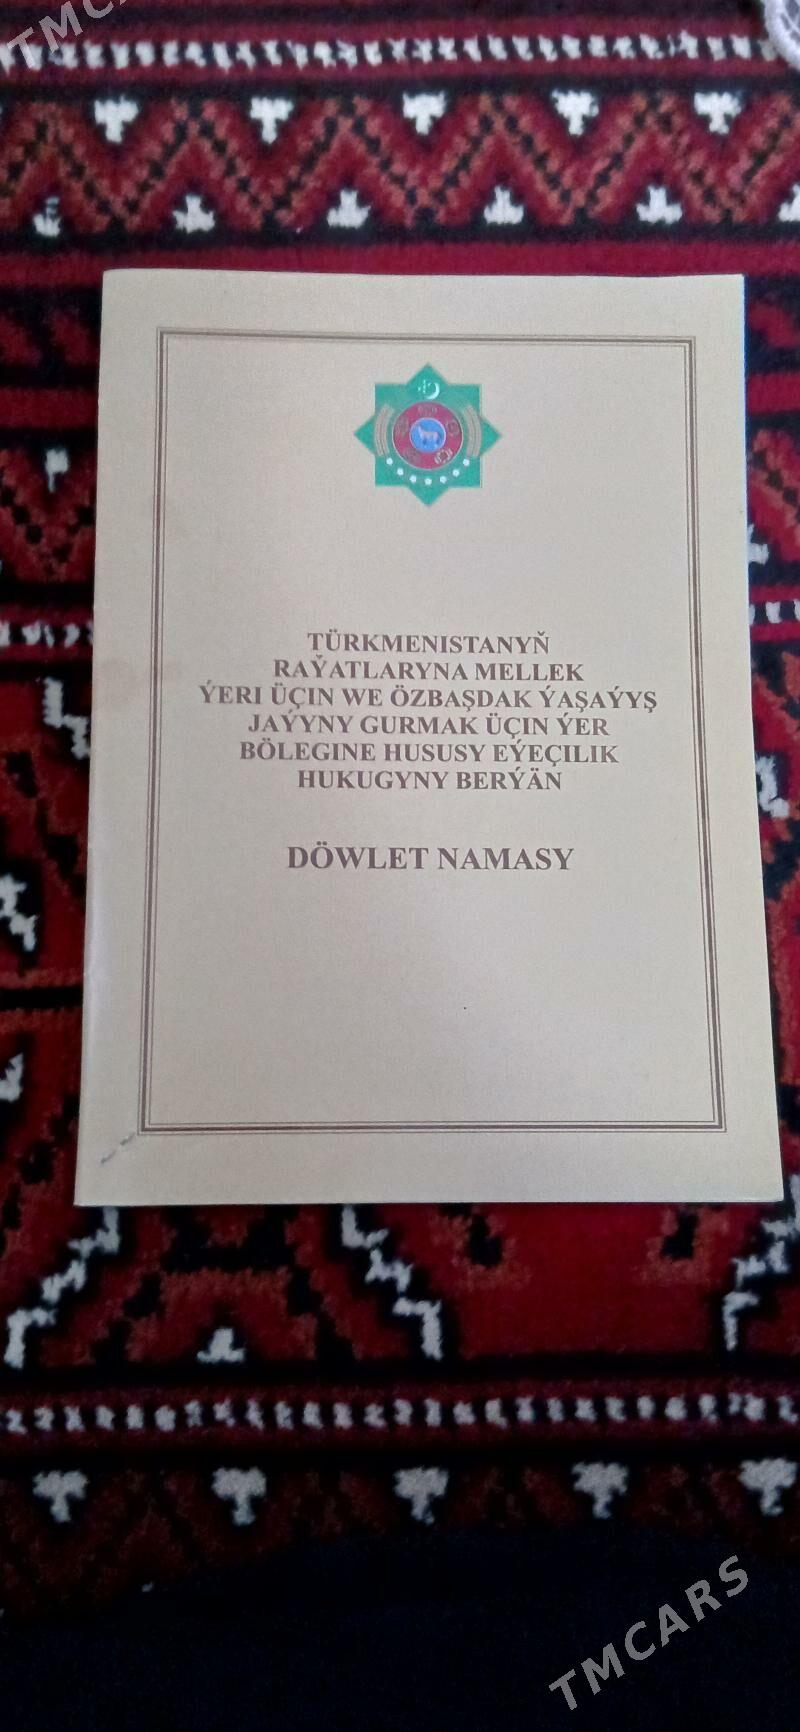 TMCARS
TÜRKMENISTANYŇ
RAÝATLARYNA MELLEK
ÝERI ÜÇIN WE ÖZBAŞDAK ÝAŞAÝYŞ
JAÝYNY GURMAK ÜÇIN ÝER
BÖLEGINE HUSUSY EÝEÇILIK
HUKUGYNY BERÝÄN
DÖWLET NAMASY
TMCARS